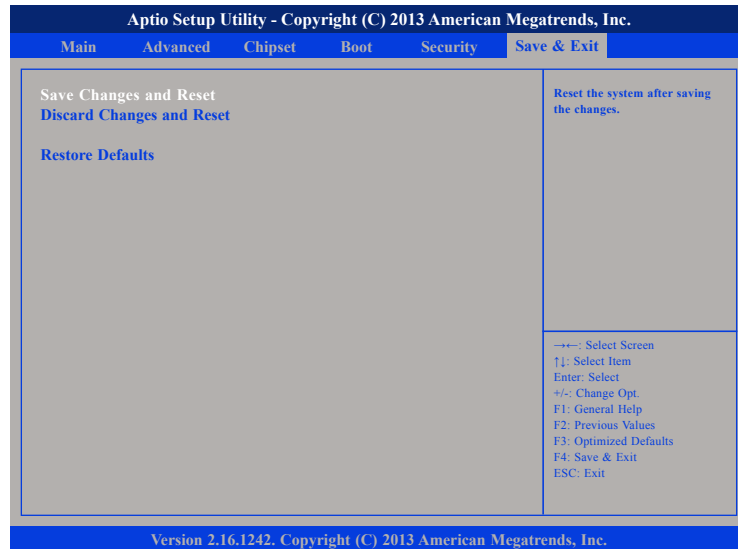 Aptio Setup Utility - Copyright (C) 2013 American Megatrends, Inc.
Main Advanced Chipset Boot Security Save & Exit
Save Changes and Reset
Discard Changes and Reset
Restore Defaults
Reset the system after saving
the changes.
→←: Select Screen
↑↓: Select Item
Enter: Select
+/-: Change Opt.
F1: General Help
F2: Previous Values
F3: Optimized Defaults
F4: Save & Exit
ESC: Exit
Version 2.16.1242. Copyright (C) 2013 American Megatrends, Inc.